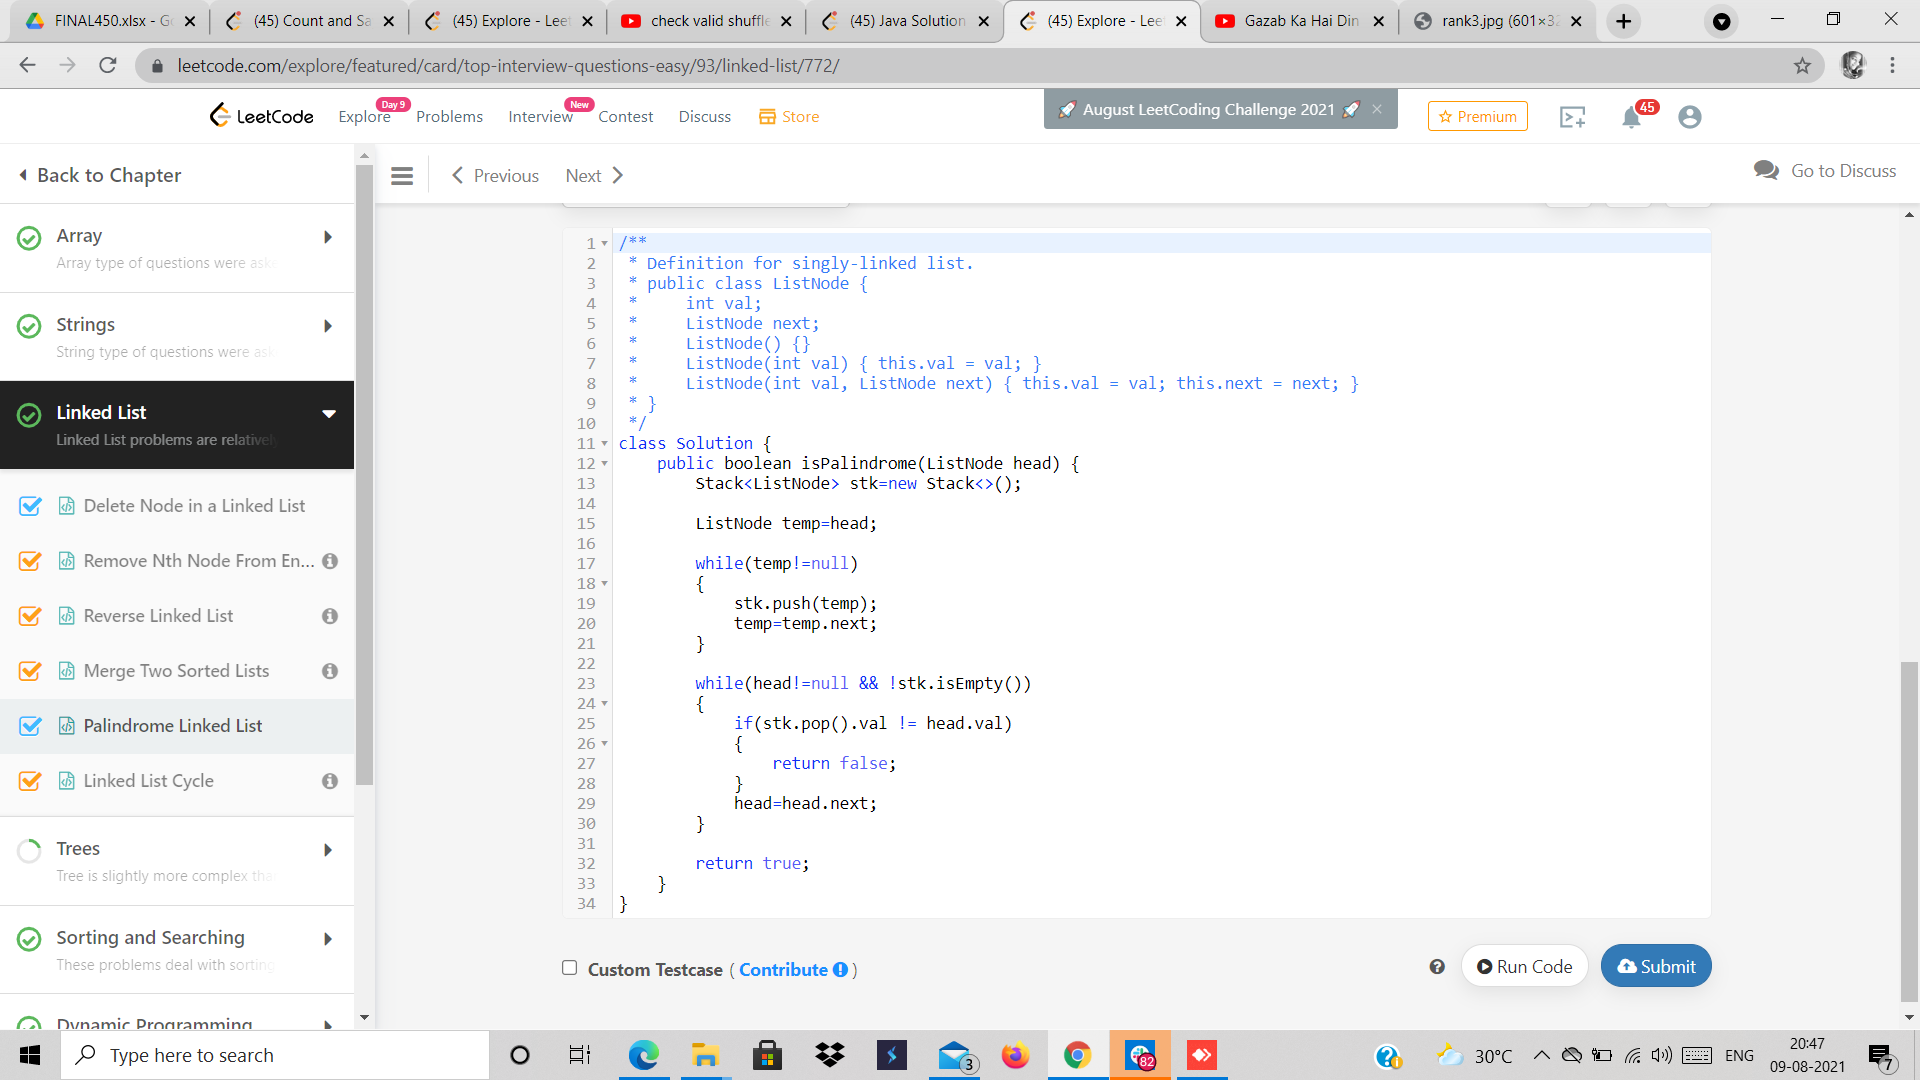 FINAL450.xlsx - Go
(45) Count and Sa
(45) Explore - Leet
check valid shuffle
(45) Java Solution
(45) Explore - Leet
Gazab Ka Hai Din
rank3.jpg (601×32
leetcode.com/explore/featured/card/top-interview-questions-easy/93/linked-list/772/
LeetCode
Explore
Day 9
Problems
Interview
New
Contest
Discuss
Store
August LeetCoding Challenge 2021
Premium
45
Back to Chapter
Previous
Next
Go to Discuss
Array
Array type of questions were aske
Strings
String type of questions were ask
Linked List
Linked List problems are relatively
Delete Node in a Linked List
Remove Nth Node From En...
Reverse Linked List
Merge Two Sorted Lists
Palindrome Linked List
Linked List Cycle
Trees
Tree is slightly more complex tha
Sorting and Searching
These problems deal with sorting
Dynamic Programming
1 /**
2  * Definition for singly-linked list.
3  * public class ListNode {
4  *     int val;
5  *     ListNode next;
6  *     ListNode() {}
7  *     ListNode(int val) { this.val = val; }
8  *     ListNode(int val, ListNode next) { this.val = val; this.next = next; }
9  * }
10  */
11 class Solution {
12     public boolean isPalindrome(ListNode head) {
13         Stack<ListNode> stk=new Stack<>();
14
15         ListNode temp=head;
16
17         while(temp!=null)
18         {
19             stk.push(temp);
20             temp=temp.next;
21         }
22
23         while(head!=null && !stk.isEmpty())
24         {
25             if(stk.pop().val != head.val)
26             {
27                 return false;
28             }
29             head=head.next;
30         }
31
32         return true;
33     }
34 }
Custom Testcase ( Contribute )
Run Code
Submit
Type here to search
3
82
30°C
ENG
20:47
09-08-2021
7